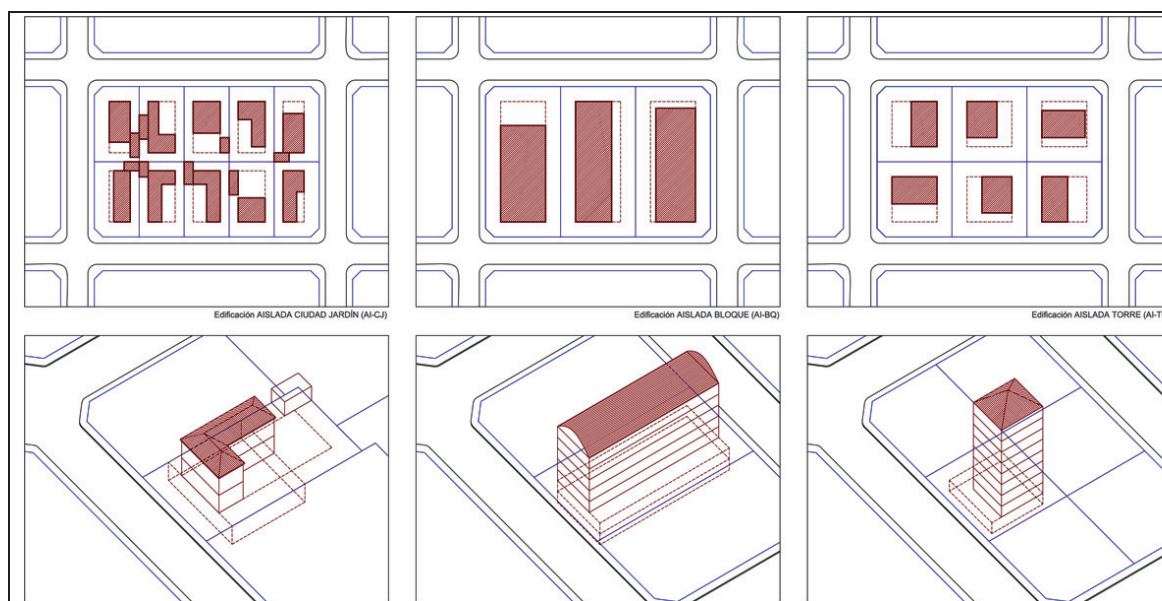 Edificación AISLADA CIUDAD JARDÍN (AI-CJ)
Edificación AISLADA BLOQUE (AI-BQ)
Edificación AISLADA TORRE